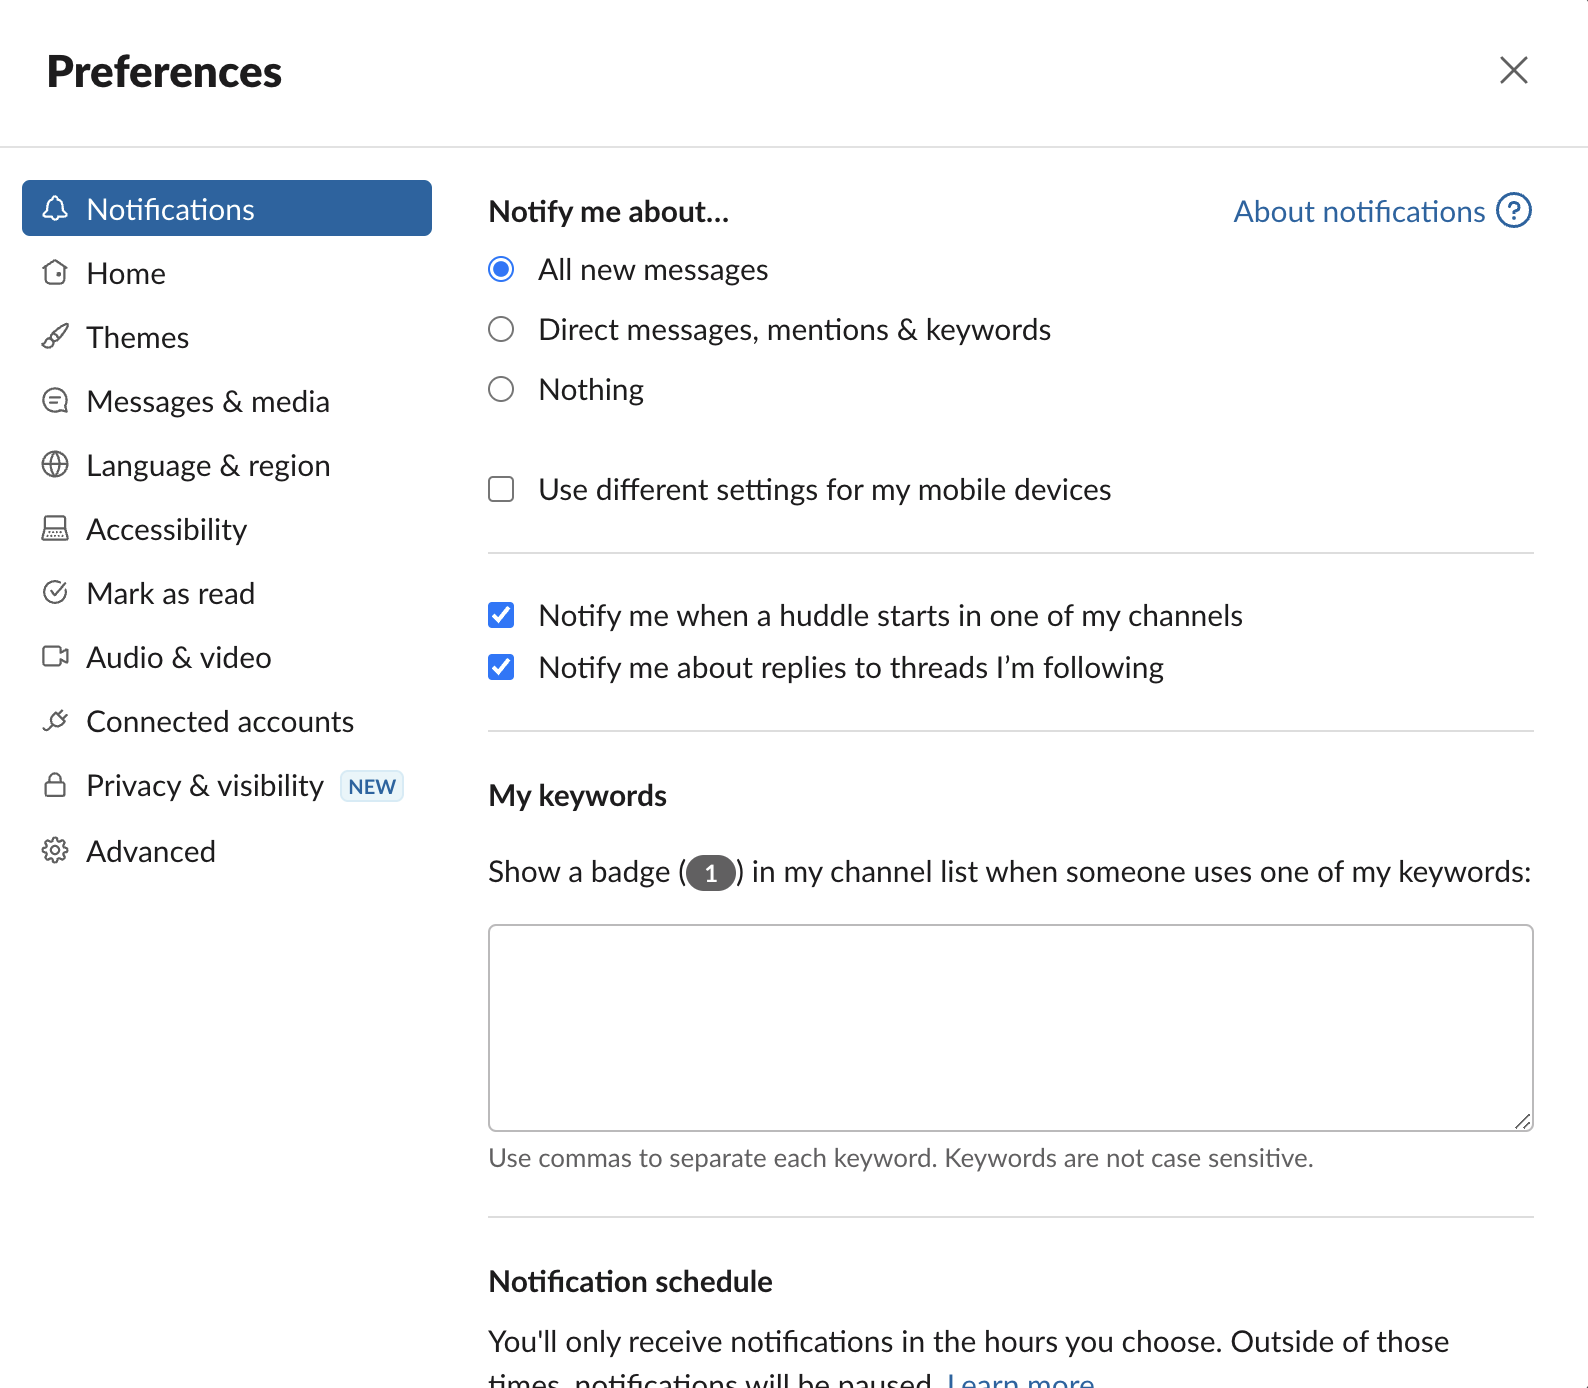 Preferences
Notifications
Home
Themes
Messages & media
Language & region
Accessibility
Mark as read
Audio & video
Connected accounts
Privacy & visibility NEW
Advanced
Notify me about...
About notifications ?
All new messages
Direct messages, mentions & keywords
Nothing
Use different settings for my mobile devices
Notify me when a huddle starts in one of my channels
Notify me about replies to threads I’m following
My keywords
Show a badge (1) in my channel list when someone uses one of my keywords:
Use commas to separate each keyword. Keywords are not case sensitive.
Notification schedule
You'll only receive notifications in the hours you choose. Outside of those
times, notifications will be paused. Learn more